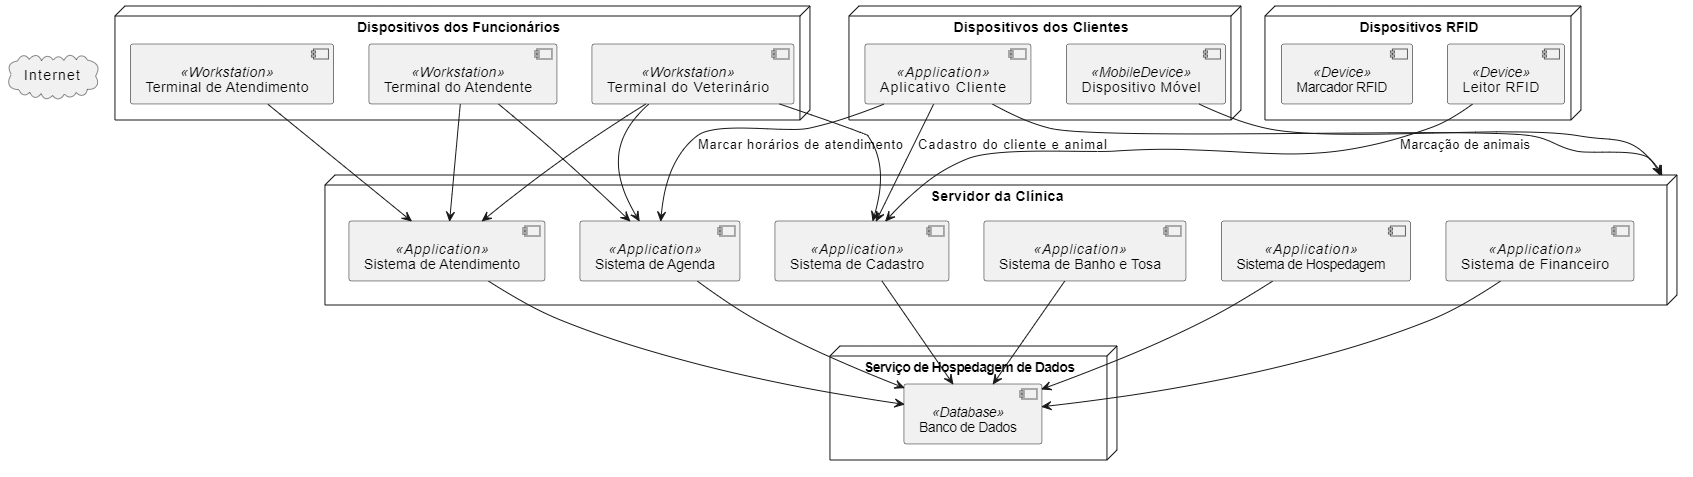 Dispositivos dos Funcionários
Dispositivos dos Clientes
Dispositivos RFID
Internet
«Workstation»
Terminal de Atendimento
«Workstation»
Terminal do Atendente
«Workstation»
Terminal do Veterinário
«Application»
Aplicativo Cliente
«MobileDevice»
Dispositivo Móvel
«Device»
Marcador RFID
«Device»
Leitor RFID
Marcar horários de atendimento
Cadastro do cliente e animal
Marcação de animais
Servidor da Clínica
«Application»
Sistema de Atendimento
«Application»
Sistema de Agenda
«Application»
Sistema de Cadastro
«Application»
Sistema de Banho e Tosa
«Application»
Sistema de Hospedagem
«Application»
Sistema de Financeiro
Serviço de Hospedagem de Dados
«Database»
Banco de Dados